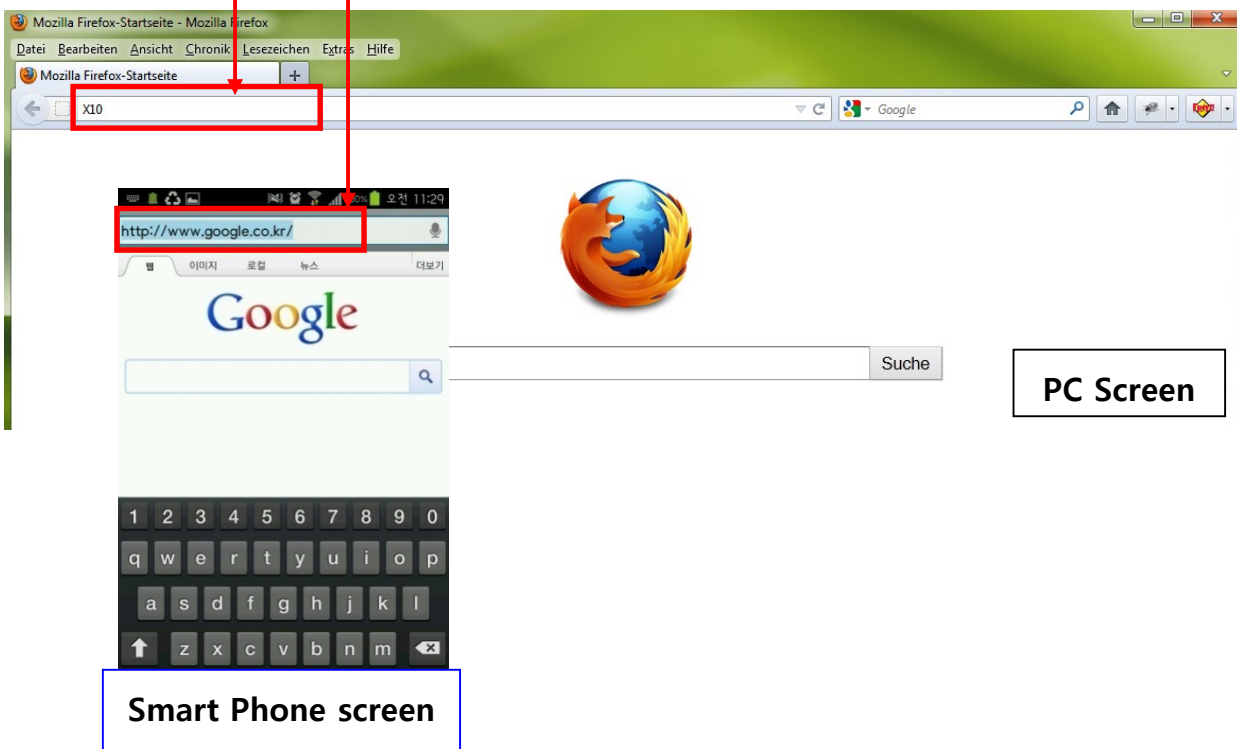 Mozilla Firefox-Startseite - Mozilla Firefox
Datei Bearbeiten Ansicht Chronik Lesezeichen Extras Hilfe
Mozilla Firefox-Startseite +
X10
Google
오전 11:29
http://www.google.co.kr/
웹 이미지 로컬 뉴스 더보기
Google
Suche
PC Screen
1 2 3 4 5 6 7 8 9 0
q w e r t y u i o p
a s d f g h j k l
z x c v b n m
Smart Phone screen